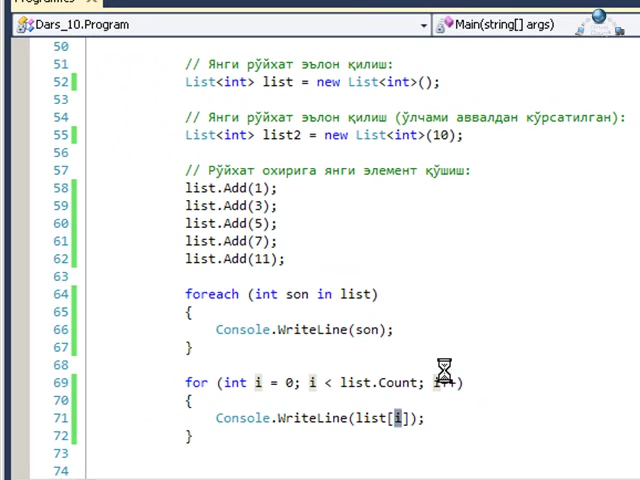 Dars_10.Program Main(string[] args)
50
51 // Янги рўйхат эълон қилиш:
52 List<int> list = new List<int>();
53
54 // Янги рўйхат эълон қилиш (ўлчами аввалдан кўрсатилган):
55 List<int> list2 = new List<int>(10);
56
57 // Рўйхат охирига янги элемент қўшиш:
58 list.Add(1);
59 list.Add(3);
60 list.Add(5);
61 list.Add(7);
62 list.Add(11);
63
64 foreach (int son in list)
65 {
66 Console.WriteLine(son);
67 }
68
69 for (int i = 0; i < list.Count; i++)
70 {
71 Console.WriteLine(list[i]);
72 }
73
74